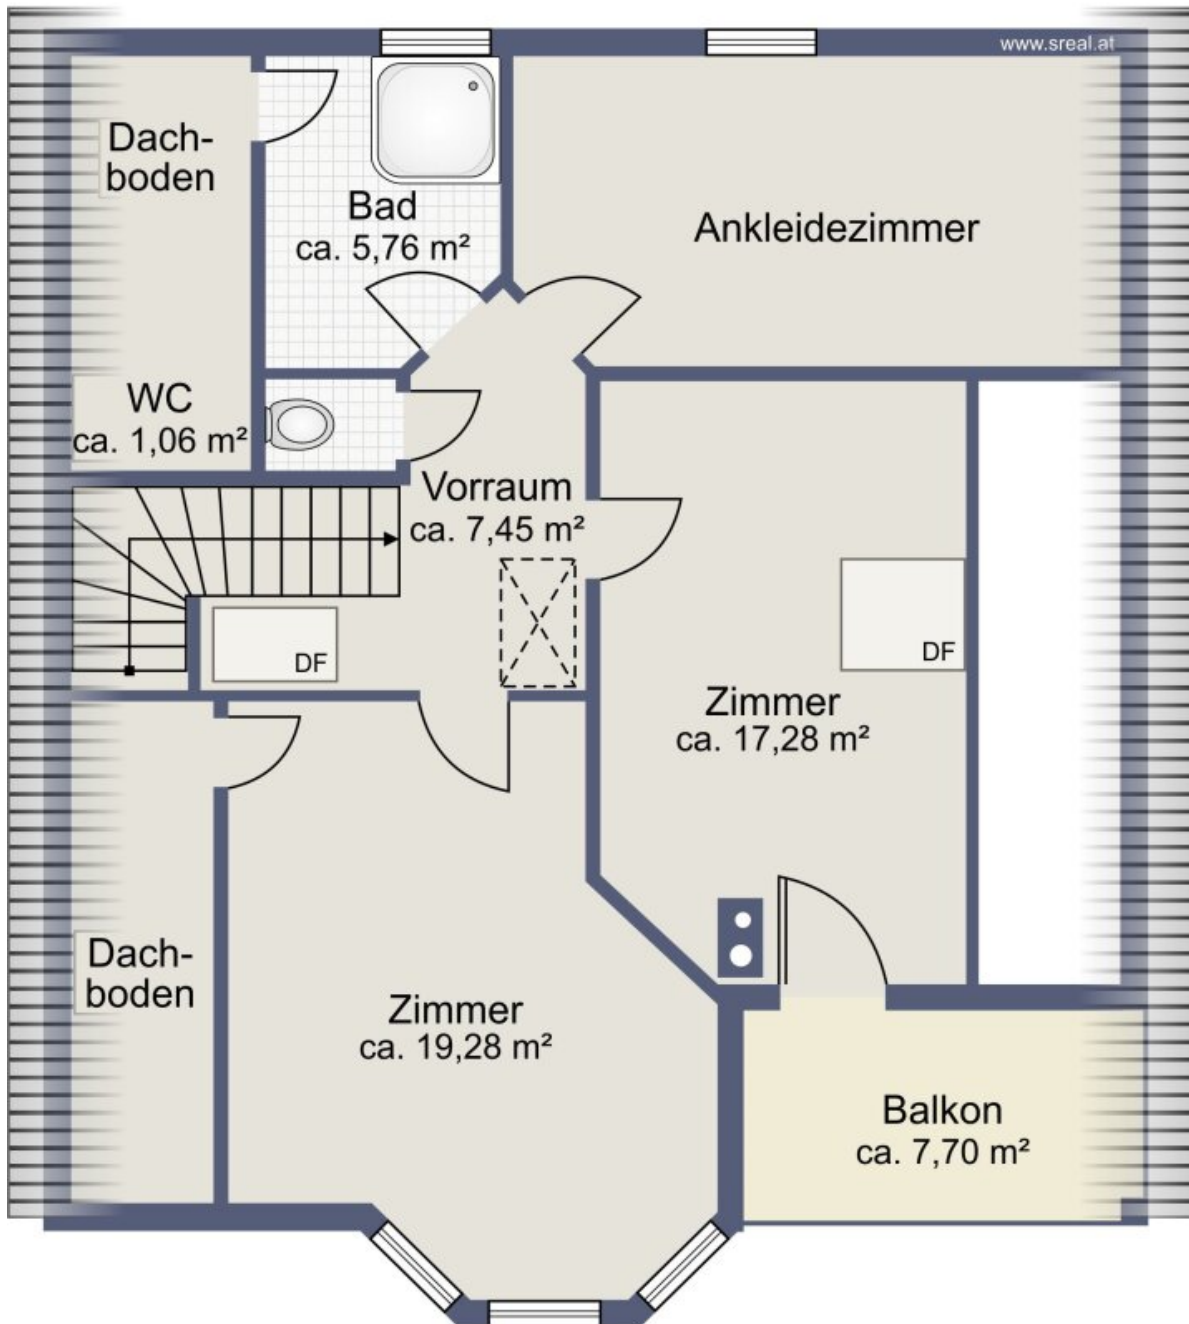 www.sreal.at
Dach-
boden
Bad
ca. 5,76 m²
Ankleidezimmer
WC
ca. 1,06 m²
Vorraum
ca. 7,45 m²
DF
DF
Zimmer
ca. 17,28 m²
Dach-
boden
Zimmer
ca. 19,28 m²
Balkon
ca. 7,70 m²